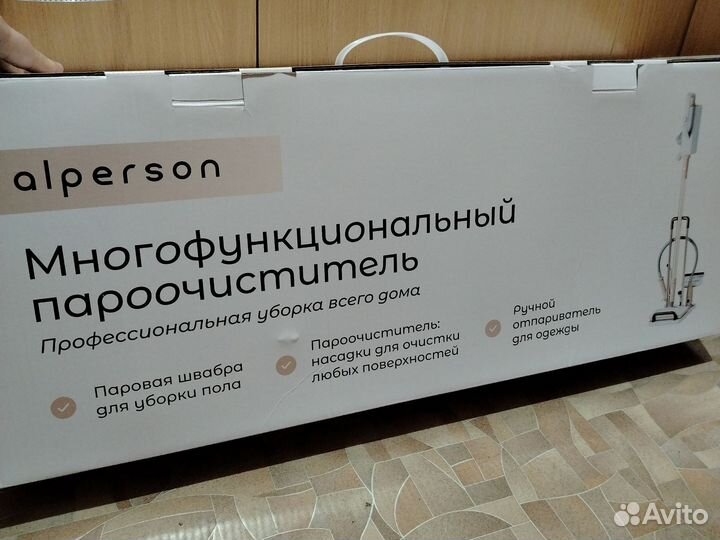 alperson
Многофункциональный
пароочиститель
Профессиональная уборка всего дома
Паровая швабра
для уборки пола
Пароочиститель:
насадки для очистки
любых поверхностей
Ручной
отпариватель
для одежды
Avito